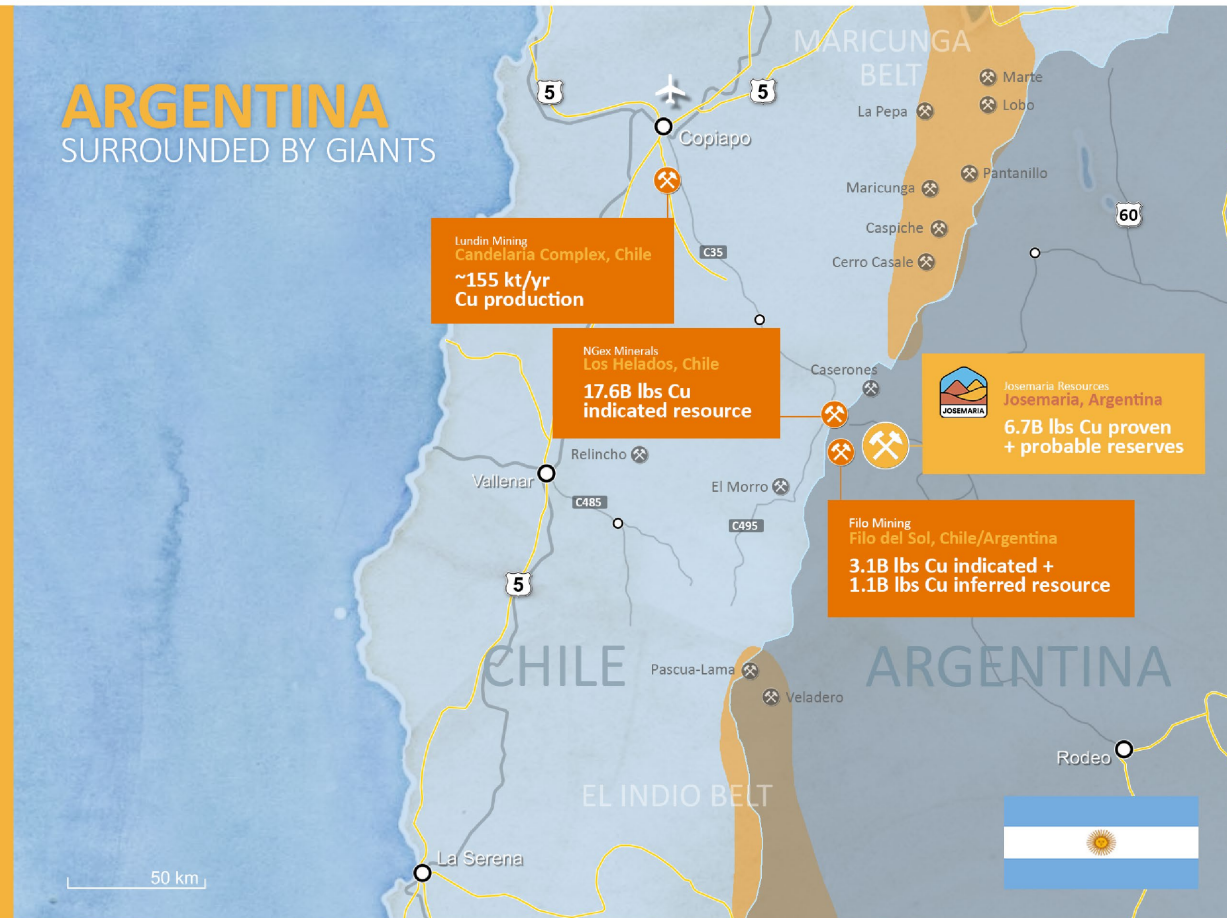 ARGENTINA
SURROUNDED BY GIANTS
MARICUNGA
BELT
5
5
Copiapo
La Pepa
Marte
Lobo
Maricunga
Pantanillo
Caspiche
Cerro Casale
60
C35
Lundin Mining
Candelaria Complex, Chile
~155 kt/yr
Cu production
NGex Minerals
Los Helados, Chile
17.6B lbs Cu
indicated resource
Caserones
JOSEMARIA
Josemaria Resources
Josemaria, Argentina
6.7B lbs Cu proven
+ probable reserves
Relincho
Vallenar
El Morro
C485
C495
Filo Mining
Filo del Sol, Chile/Argentina
3.1B lbs Cu indicated +
1.1B lbs Cu inferred resource
5
CHILE
ARGENTINA
Pascua-Lama
Veladero
Rodeo
EL INDIO BELT
La Serena
50 km